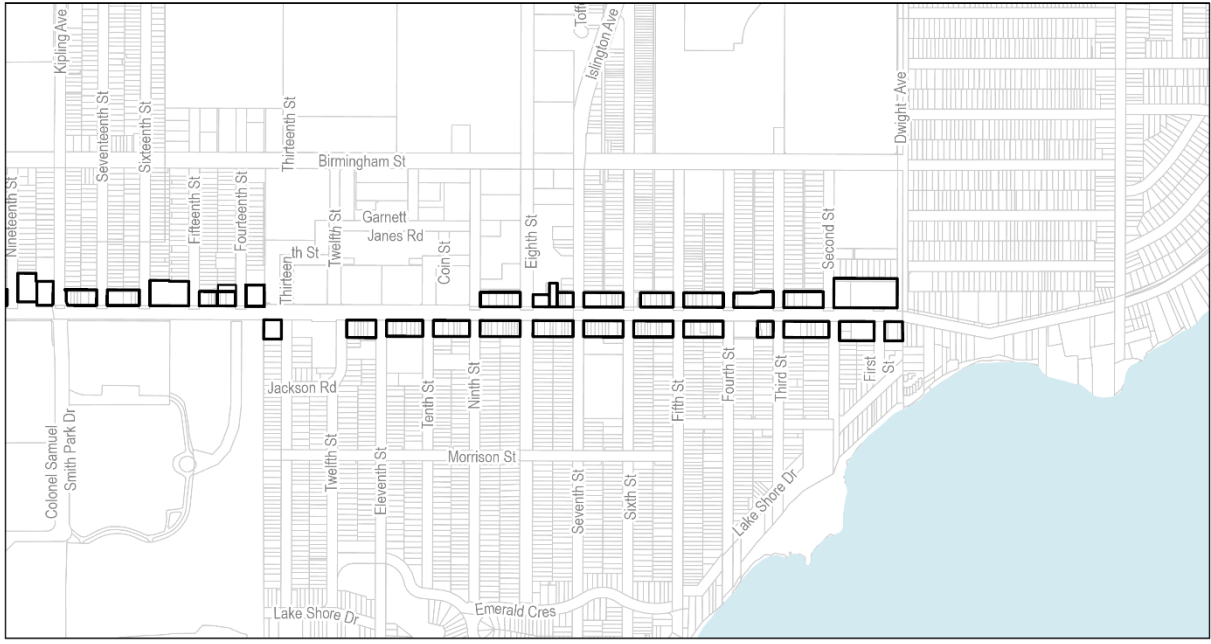 Kipling Ave
Toff
Islington Ave
Nineteenth St
Seventeenth St
Sixteenth St
Thirteenth St
Dwight Ave
Birmingham St
Fifteenth St
Fourteenth St
Twelfth St
Garnett
Janes Rd
Coin St
Eighth St
Second St
Thirteen
th St
Jackson Rd
Tenth St
Ninth St
Fifth St
Fourth St
Third St
First
St
Colonel Samuel
Smith Park Dr
Twelfth St
Eleventh St
Morrison St
Seventh St
Sixth St
Lake Shore Dr
Lake Shore Dr
Emerald Cres